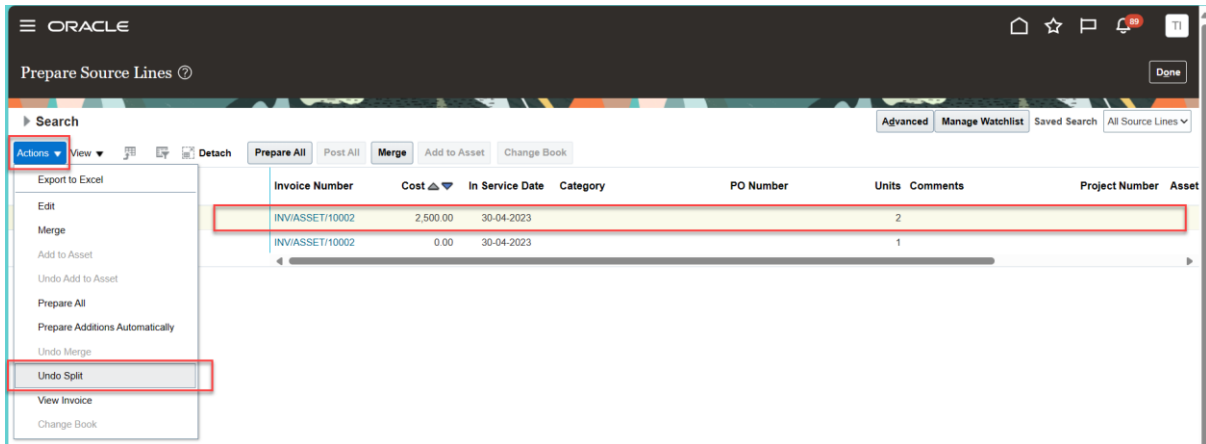 ORACLE
89
TI
Prepare Source Lines
Done
Search
Advanced Manage Watchlist Saved Search All Source Lines
Actions View Detach Prepare All Post All Merge Add to Asset Change Book
Export to Excel
Edit
Merge
Add to Asset
Undo Add to Asset
Prepare All
Prepare Additions Automatically
Undo Merge
Undo Split
View Invoice
Change Book
Invoice Number Cost In Service Date Category PO Number Units Comments Project Number Asset
INV/ASSET/10002 2,500.00 30-04-2023 2
INV/ASSET/10002 0.00 30-04-2023 1